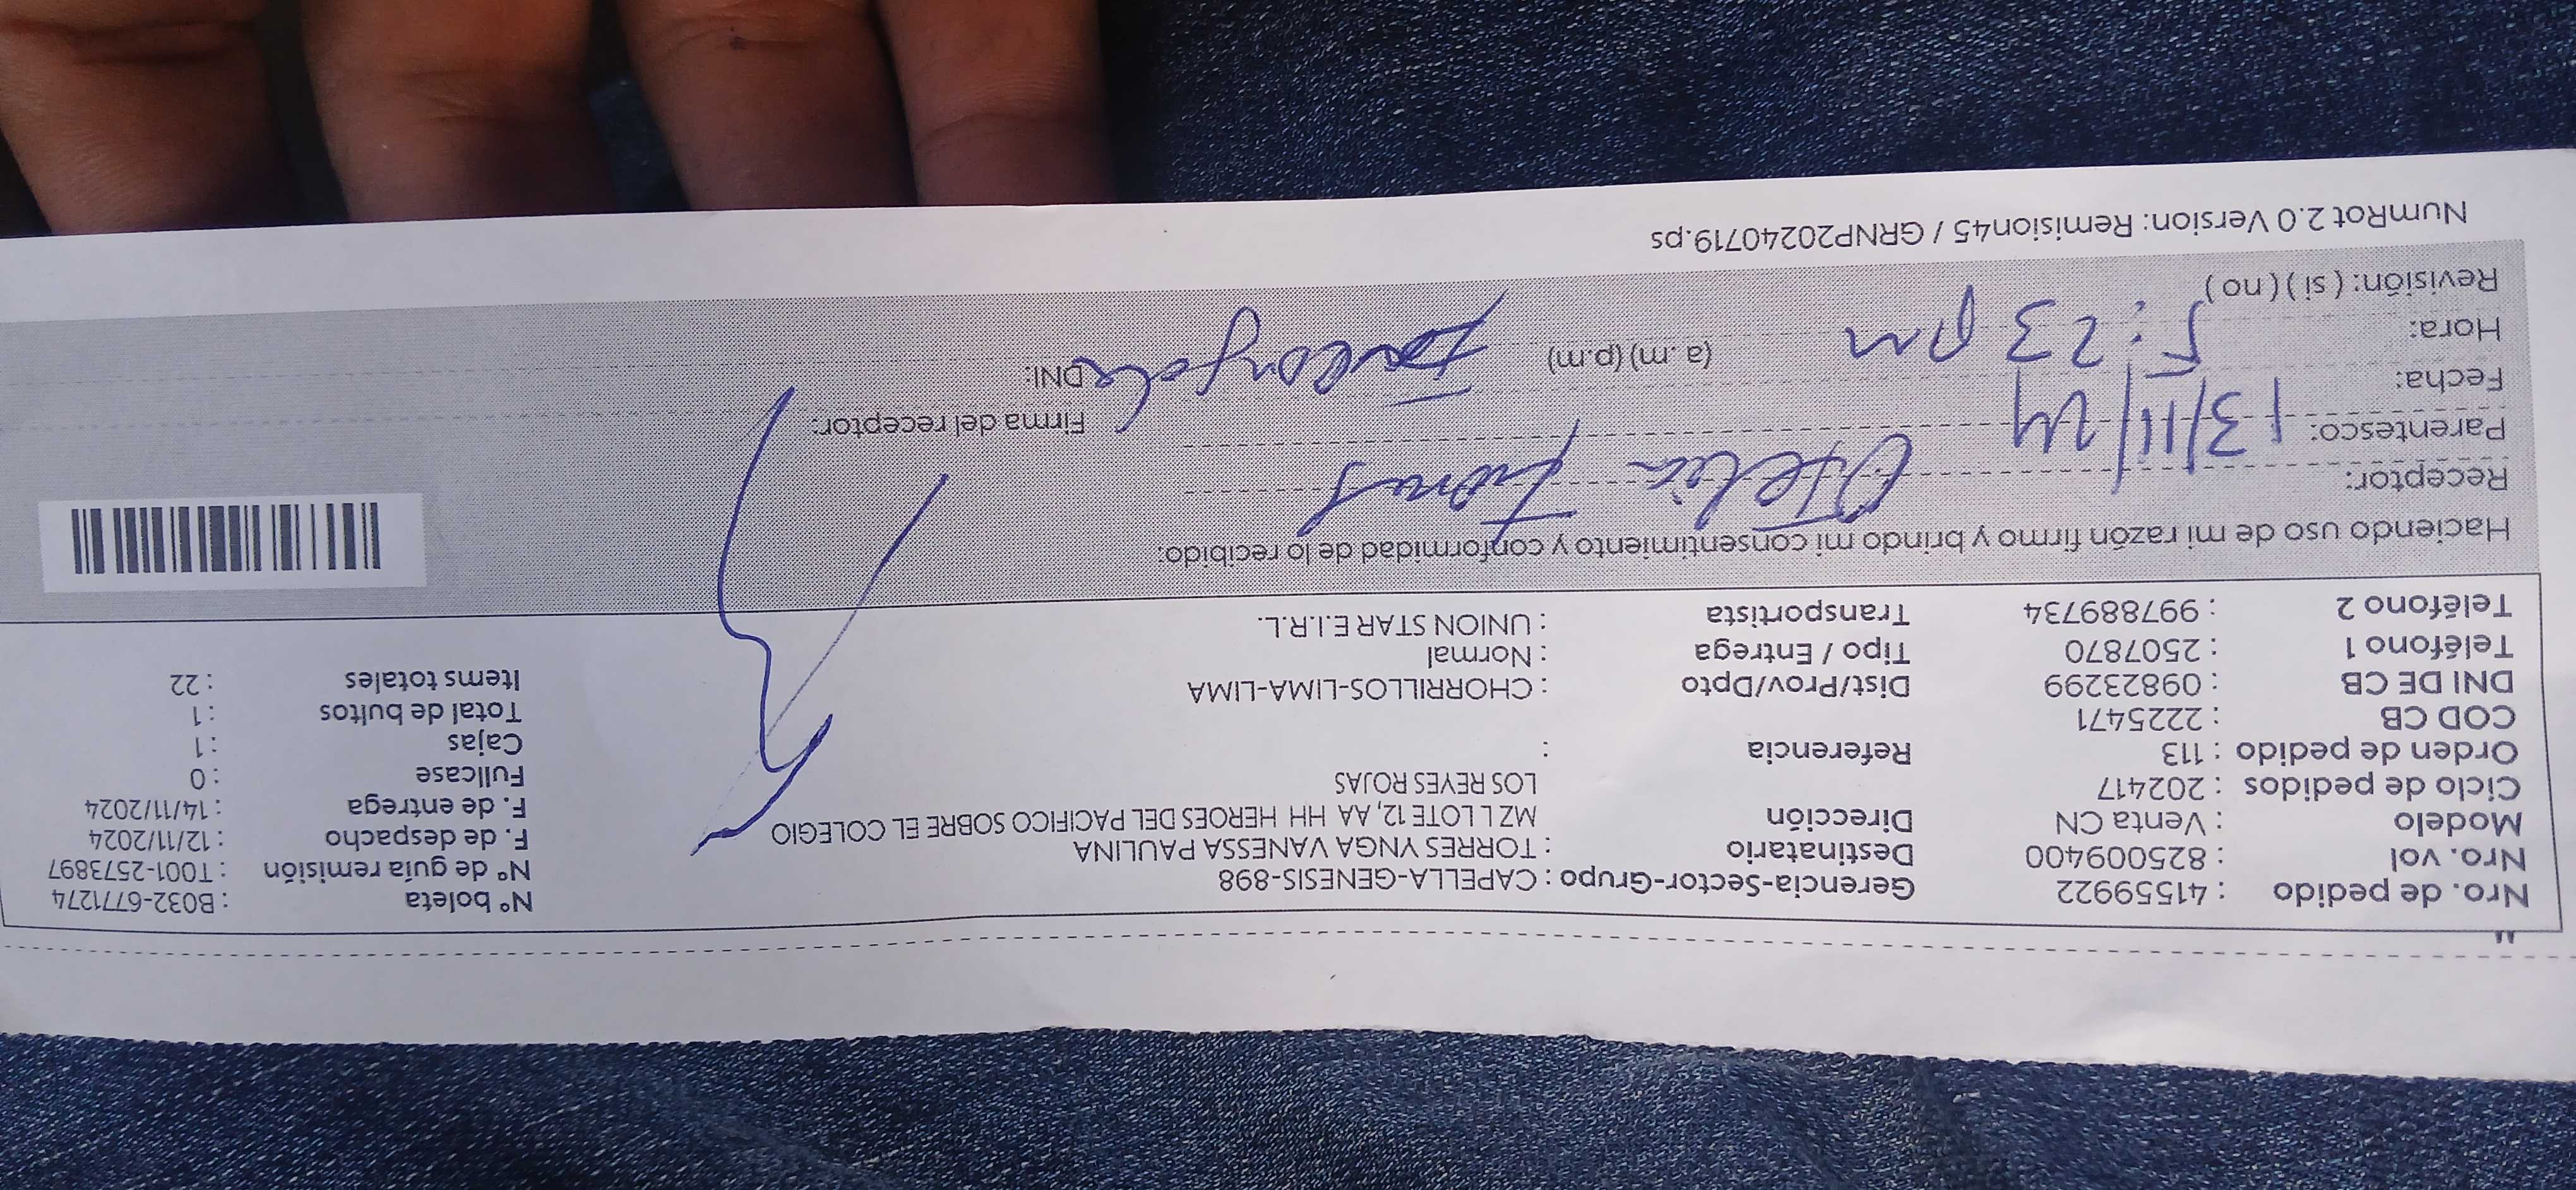 "
Nro. de pedido : 41559922 Gerencia-Sector-Grupo : CAPELLA-GENESIS-898 N° boleta : B032-6771274
Nro. vol : 825009400 Destinatario : TORRES YNGA VANESSA PAULINA N° de guía remisión : T001-2573897
Modelo : Venta CN Dirección MZ L LOTE 12, AA HH HEROES DEL PACIFICO SOBRE EL COLEGIO F. de despacho : 12/11/2024
Ciclo de pedidos : 202417 LOS REYES ROJAS F. de entrega : 14/11/2024
Orden de pedido : 113 Referencia : Fullcase : 0
COD CB : 2225471 Cajas : 1
DNI DE CB : 09823299 Dist/Prov/Dpto : CHORRILLOS-LIMA-LIMA Total de bultos : 1
Teléfono 1 : 2507870 Tipo / Entrega : Normal Items totales : 22
Teléfono 2 : 997889734 Transportista : UNION STAR E.I.R.L.
Haciendo uso de mi razón firmo y brindo mi consentimiento y conformidad de lo recibido:
Receptor: Ofelia
Parentesco: Firma del receptor:
Fecha: 13/11/24 DNI:
Hora: 5:23 pm (a.m) (p.m)
Revisión: ( si ) ( no )
NumRot 2.0 Version: Remision45 / GRNP20240719.ps